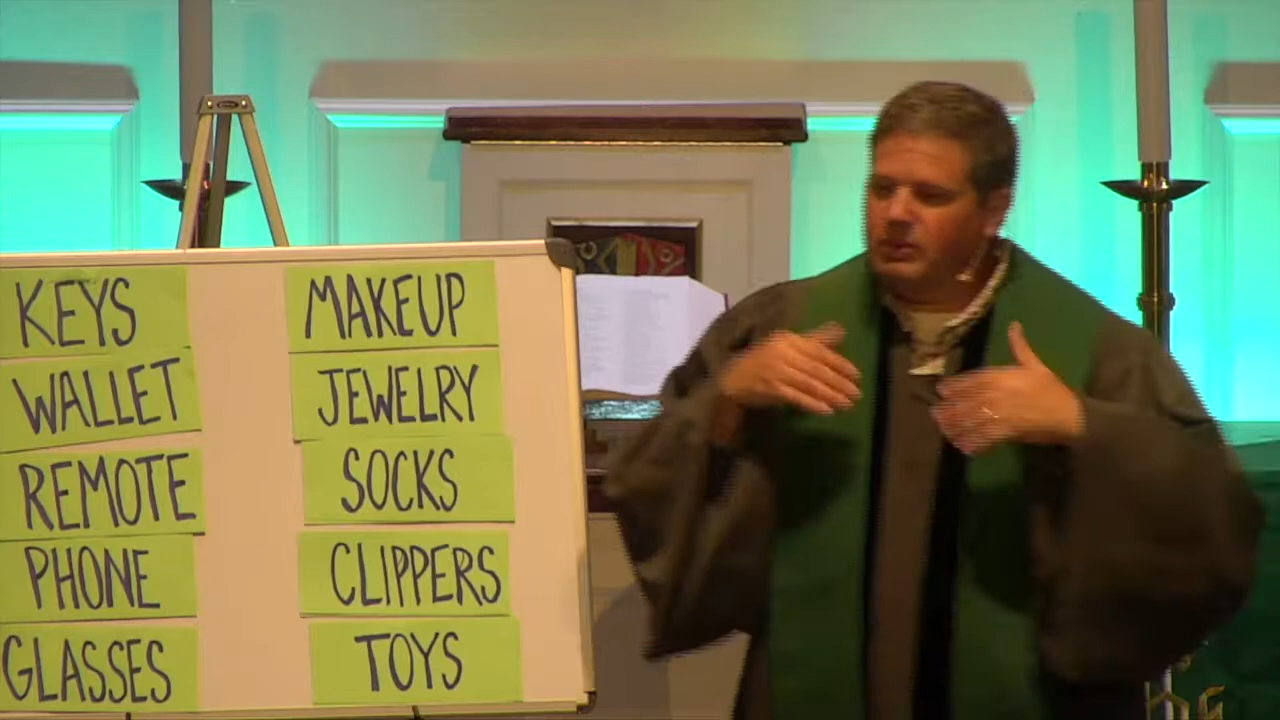 KEYS
WALLET
REMOTE
PHONE
GLASSES
MAKEUP
JEWELRY
SOCKS
CLIPPERS
TOYS